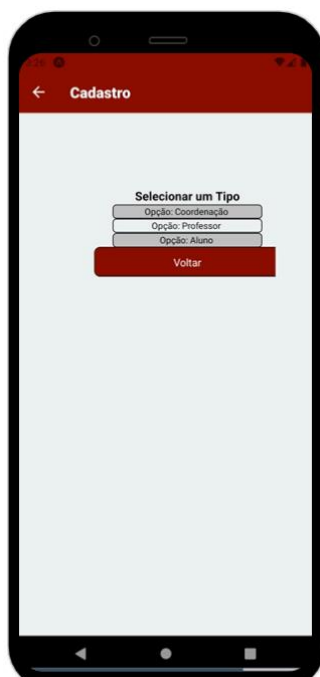 Cadastro
Selecionar um Tipo
Opção: Coordenação
Opção: Professor
Opção: Aluno
Voltar